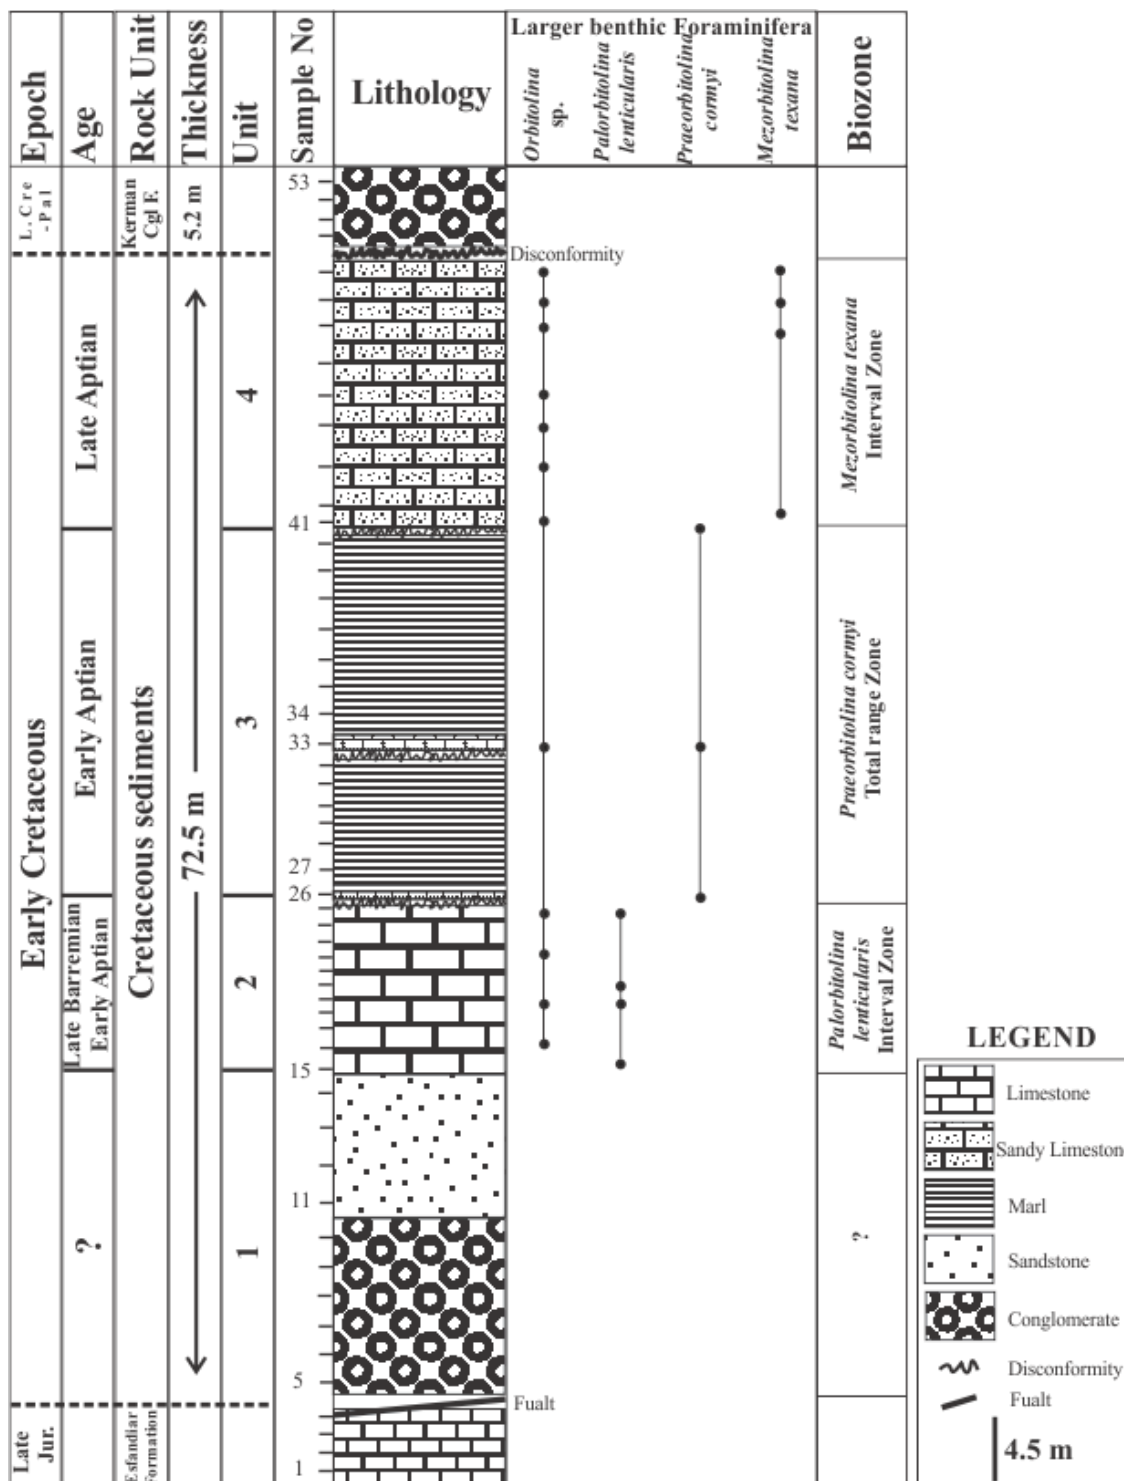 Epoch
Age
Rock Unit
Thickness
Unit
Sample No
Lithology
Larger benthic Foraminifera
Orbitolina
sp.
Palorbitolina
lenticularis
Praeorbitolina
cormyi
Mezorbitolina
texana
Biozone
L.Cre
-Pal
Kerman
Cgl F.
5.2 m
53
Disconformity
Late Aptian
4
Mezorbitolina texana
Interval Zone
41
Early Cretaceous
Early Aptian
Cretaceous sediments
72.5 m
3
34
33
27
26
Praeorbitolina cormyi
Total range Zone
Late Barremian
Early Aptian
2
15
Palorbitolina
lenticularis
Interval Zone
?
1
11
5
?
Fualt
Late
Jur.
Esfandiar
Formation
1
LEGEND
Limestone
Sandy Limeston
Marl
Sandstone
Conglomerate
Disconformity
Fualt
4.5 m